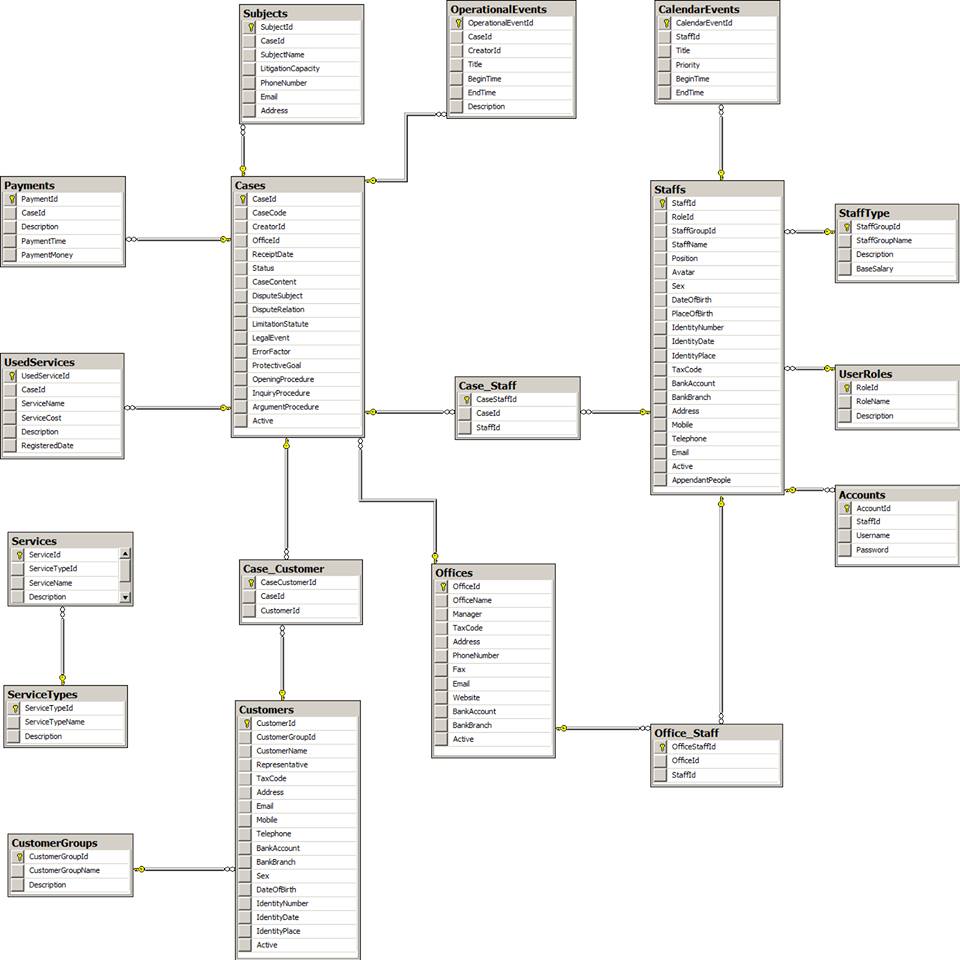 Subjects
SubjectId
CaseId
SubjectName
LitigationCapacity
PhoneNumber
Email
Address
OperationalEvents
OperationalEventId
CaseId
CreatorId
Title
BeginTime
EndTime
Description
CalendarEvents
CalendarEventId
StaffId
Title
Priority
BeginTime
EndTime
Payments
PaymentId
CaseId
Description
PaymentTime
PaymentMoney
Cases
CaseId
CaseCode
CreatorId
OfficeId
ReceiptDate
Status
CaseContent
DisputeSubject
DisputeRelation
LimitationStatute
LegalEvent
ErrorFactor
ProtectiveGoal
OpeningProcedure
InquiryProcedure
ArgumentProcedure
Active
Staffs
StaffId
RoleId
StaffGroupId
StaffName
Position
Avatar
Sex
DateOfBirth
PlaceOfBirth
IdentityNumber
IdentityDate
IdentityPlace
TaxCode
BankAccount
BankBranch
Address
Mobile
Telephone
Email
Active
AppendantPeople
StaffType
StaffGroupId
StaffGroupName
Description
BaseSalary
UsedServices
UsedServiceId
CaseId
ServiceName
ServiceCost
Description
RegisteredDate
Case_Staff
CaseStaffId
CaseId
StaffId
UserRoles
RoleId
RoleName
Description
Accounts
AccountId
StaffId
Username
Password
Services
ServiceId
ServiceTypeId
ServiceName
Description
Case_Customer
CaseCustomerId
CaseId
CustomerId
Offices
OfficeId
OfficeName
Manager
TaxCode
Address
PhoneNumber
Fax
Email
Website
BankAccount
BankBranch
Active
ServiceTypes
ServiceTypeId
ServiceTypeName
Description
Customers
CustomerId
CustomerGroupId
CustomerName
Representative
TaxCode
Address
Email
Mobile
Telephone
BankAccount
BankBranch
Sex
DateOfBirth
IdentityNumber
IdentityDate
IdentityPlace
Active
Office_Staff
OfficeStaffId
OfficeId
StaffId
CustomerGroups
CustomerGroupId
CustomerGroupName
Description